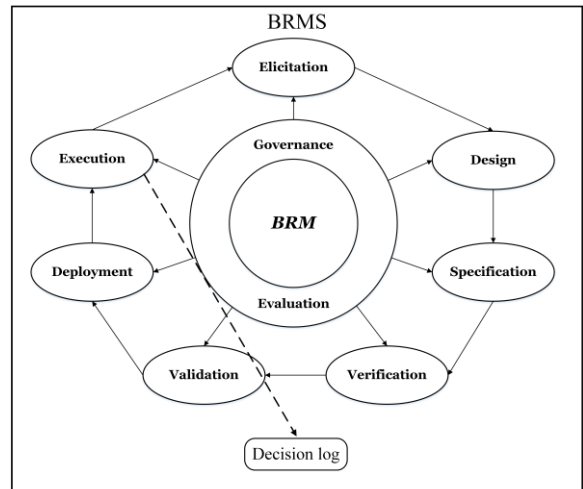 BRMS
Elicitation
Governance
Execution
Design
BRM
Deployment
Specification
Evaluation
Validation
Verification
Decision log